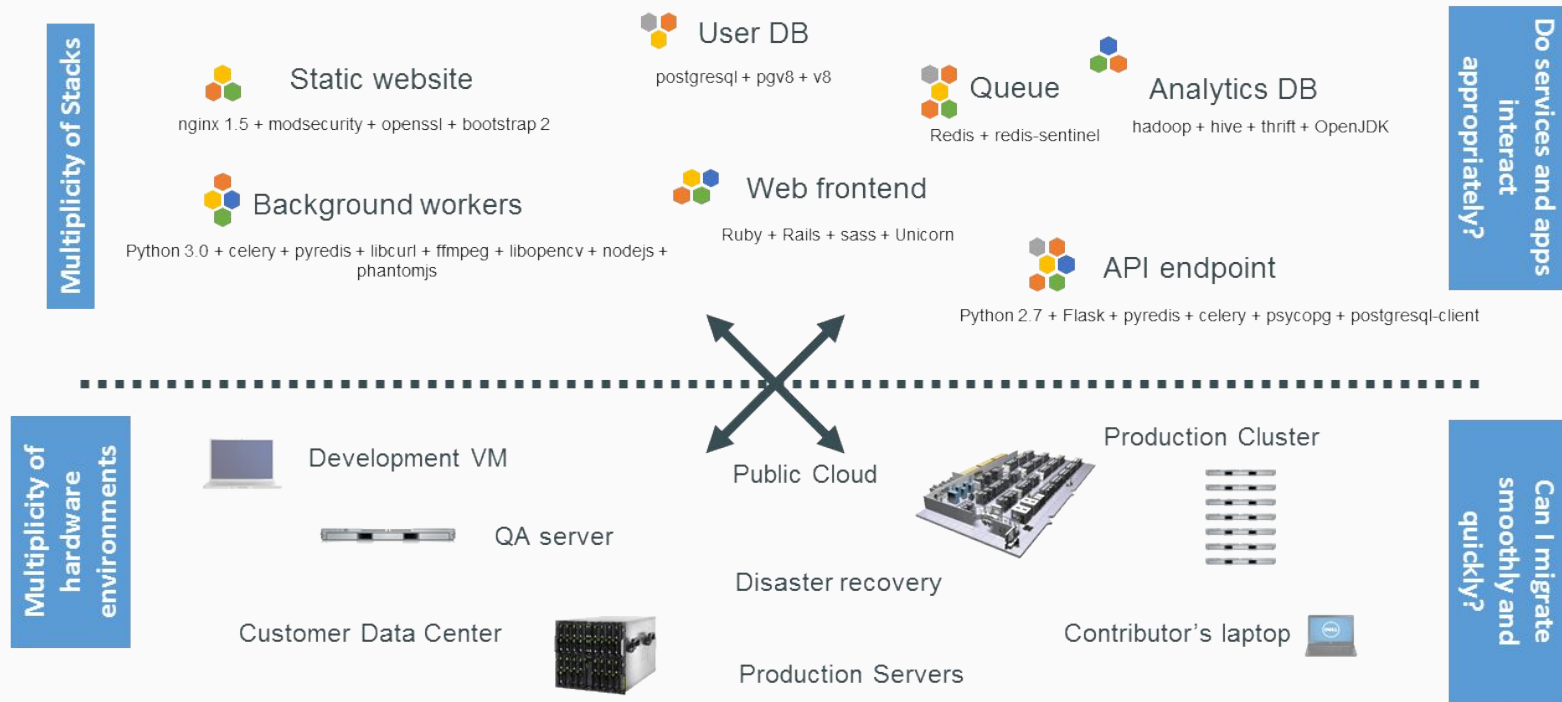 Multiplicity of Stacks
Static website
nginx 1.5 + modsecurity + openssl + bootstrap 2
Background workers
Python 3.0 + celery + pyredis + libcurl + ffmpeg + libopencv + nodejs +
phantomjs
User DB
postgresql + pgv8 + v8
Web frontend
Ruby + Rails + sass + Unicorn
Queue
Redis + redis-sentinel
Analytics DB
hadoop + hive + thrift + OpenJDK
API endpoint
Python 2.7 + Flask + pyredis + celery + psycopg + postgresql-client
Do services and apps
interact
appropriately?
Multiplicity of
hardware
environments
Development VM
QA server
Customer Data Center
Public Cloud
Disaster recovery
Production Servers
Production Cluster
Contributor’s laptop
DELL
Can I migrate
smoothly and
quickly?